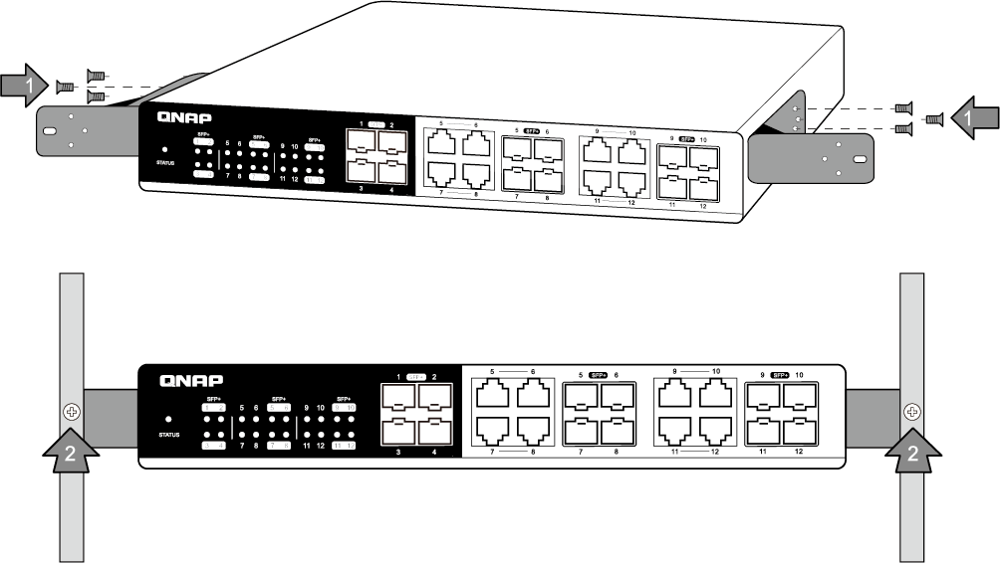 1
1
QNAP
SFP+ SFP+ SFP+
5 6 9 10
STATUS
7 8 11 12
1 2
3 4
5 6
7 8
5 SFP+ 6
7 8
9 10
11 12
9 SFP+ 10
11 12
QNAP
SFP+ SFP+ SFP+
1 2 5 6 5 6 9 10 9 10
STATUS
3 4 7 8 7 8 11 12 11 12
1 SFP+ 2
3 4
5 6
7 8
5 SFP+ 6
7 8
9 10
11 12
9 SFP+ 10
11 12
2
2